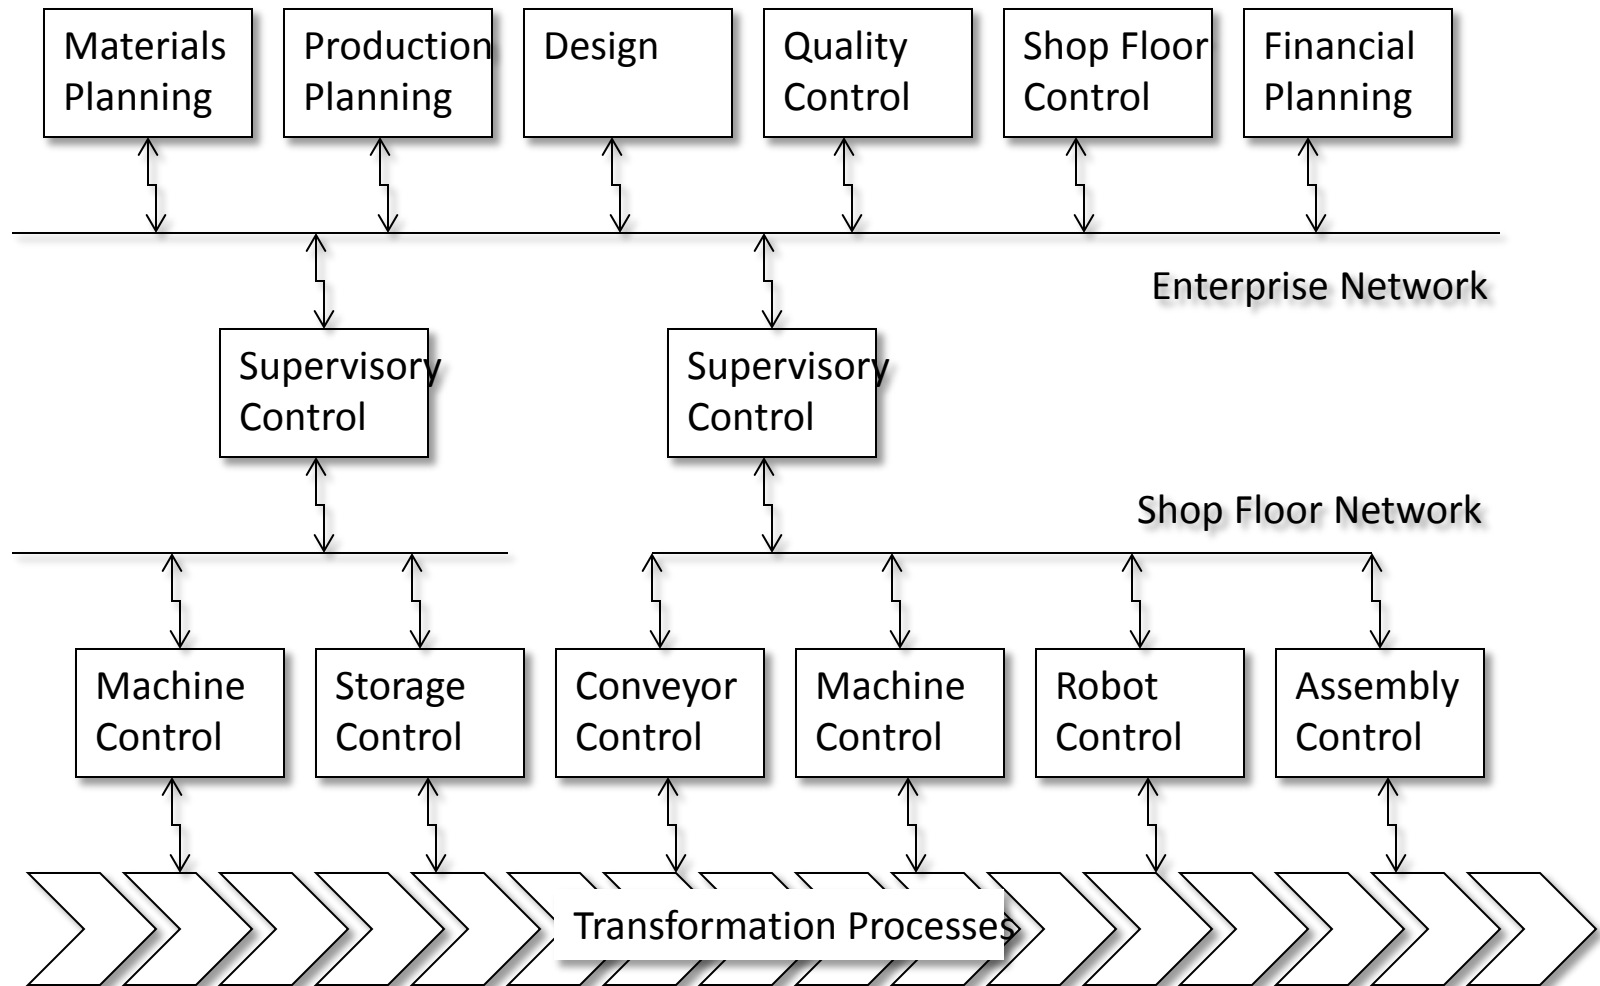 Materials
Planning
Production
Planning
Design
Quality
Control
Shop Floor
Control
Financial
Planning
Enterprise Network
Supervisory
Control
Supervisory
Control
Shop Floor Network
Machine
Control
Storage
Control
Conveyor
Control
Machine
Control
Robot
Control
Assembly
Control
Transformation Processes